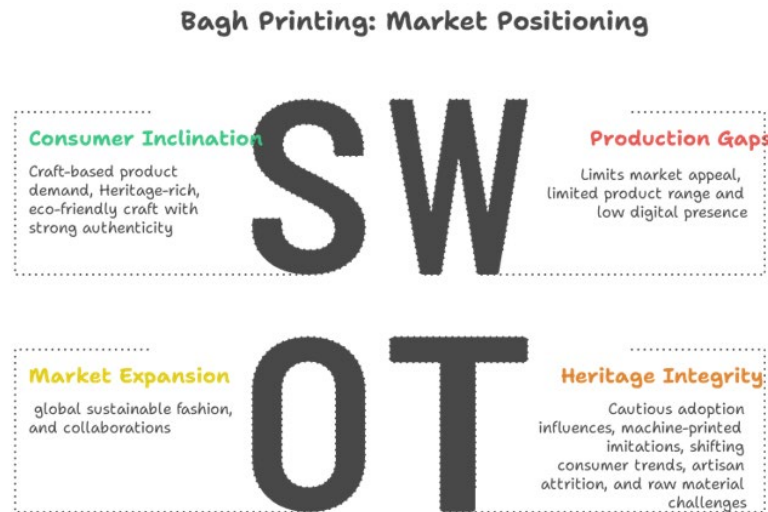 Bagh Printing: Market Positioning
S W
Consumer Inclination
Craft-based product
demand, Heritage-rich,
eco-friendly craft with
strong authenticity
Production Gaps
Limits market appeal,
limited product range and
low digital presence
O T
Market Expansion
global sustainable fashion,
and collaborations
Heritage Integrity
Cautious adoption
influences, machine-printed
imitations, shifting
consumer trends, artisan
attrition, and raw material
challenges